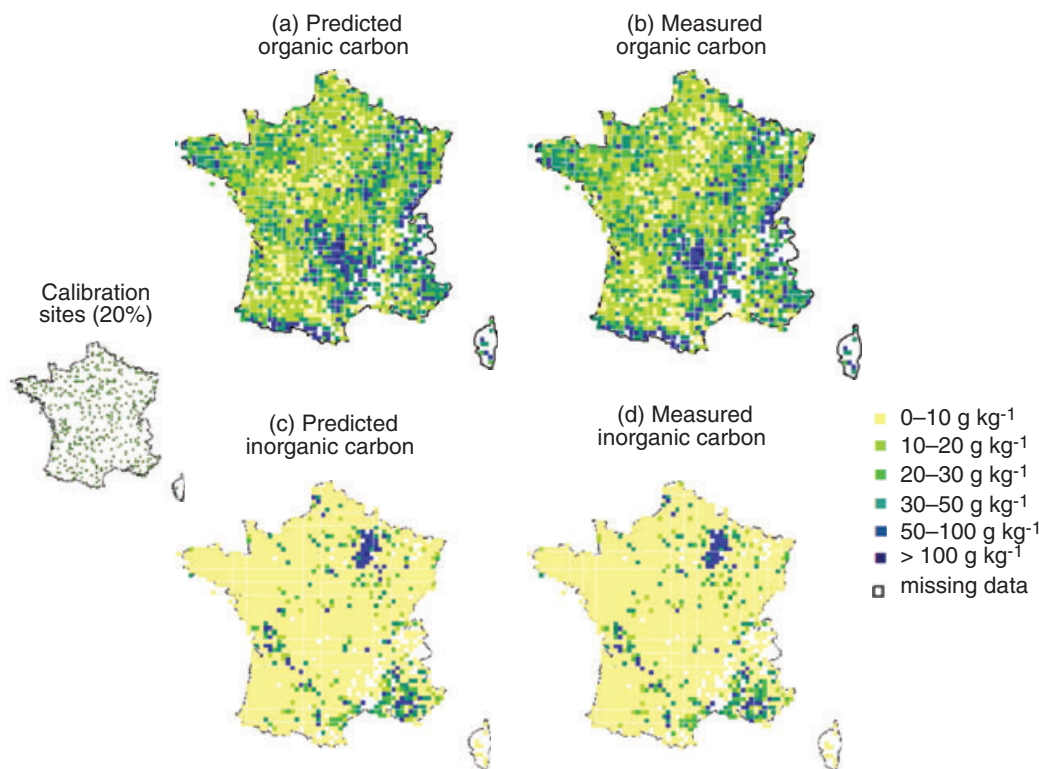 (a) Predicted
organic carbon
(b) Measured
organic carbon
Calibration
sites (20%)
(c) Predicted
inorganic carbon
(d) Measured
inorganic carbon
0–10 g kg⁻¹
10–20 g kg⁻¹
20–30 g kg⁻¹
30–50 g kg⁻¹
50–100 g kg⁻¹
> 100 g kg⁻¹
missing data